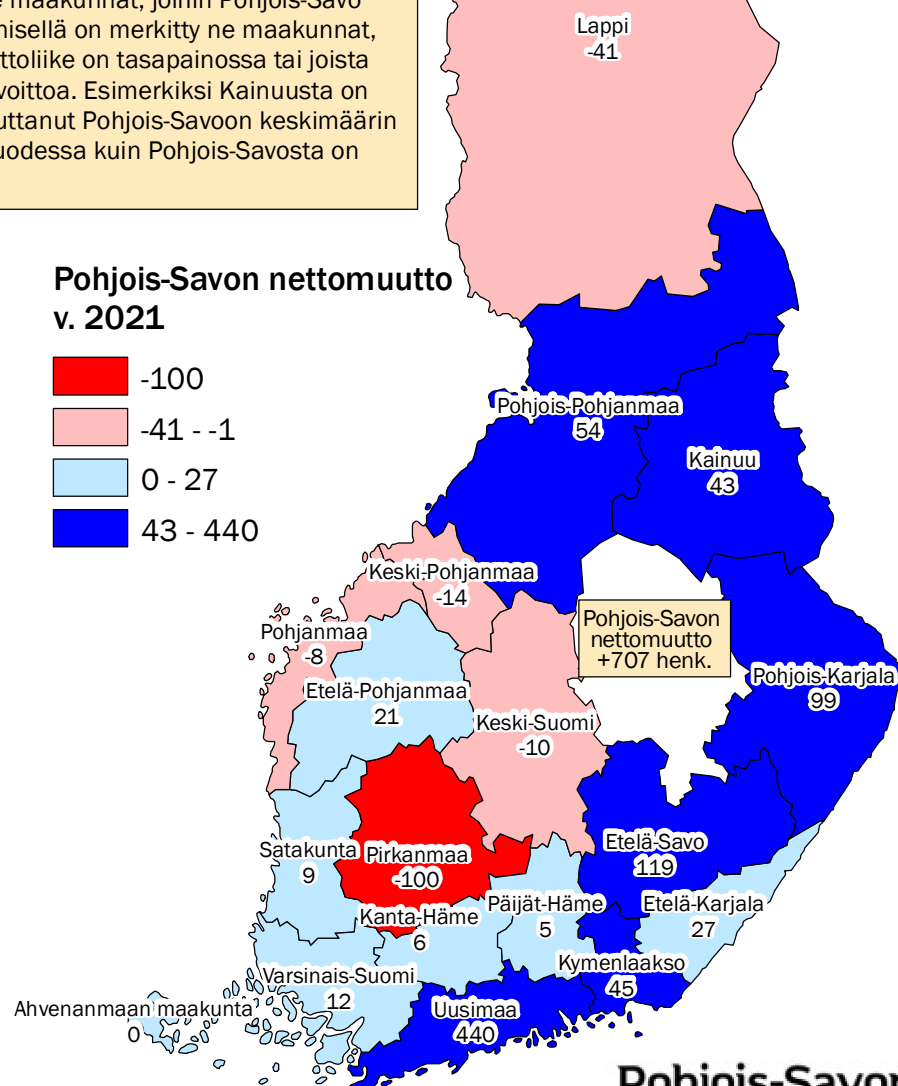 maakunnat, joihin Pohjois-Savo
on merkitty ne maakunnat,
on tasapainossa tai joista
voittoa. Esimerkiksi Kainuusta on
Pohjois-Savoon keskimäärin
kuin Pohjois-Savosta on
Lappi
-41
Pohjois-Savon nettomuutto
v. 2021
-100
-41 - -1
0 - 27
43 - 440
Pohjois-Pohjanmaa
54
Kainuu
43
Keski-Pohjanmaa
-14
Pohjois-Savon
nettomuutto
+707 henk.
Pohjanmaa
-8
Pohjois-Karjala
99
Etelä-Pohjanmaa
21
Keski-Suomi
-10
Etelä-Savo
119
Satakunta
9
Pirkanmaa
-100
Päijät-Häme
5
Etelä-Karjala
27
Kanta-Häme
6
Kymenlaakso
45
Varsinais-Suomi
12
Ahvenanmaan maakunta
0
Uusimaa
440
Pohjois-Savon